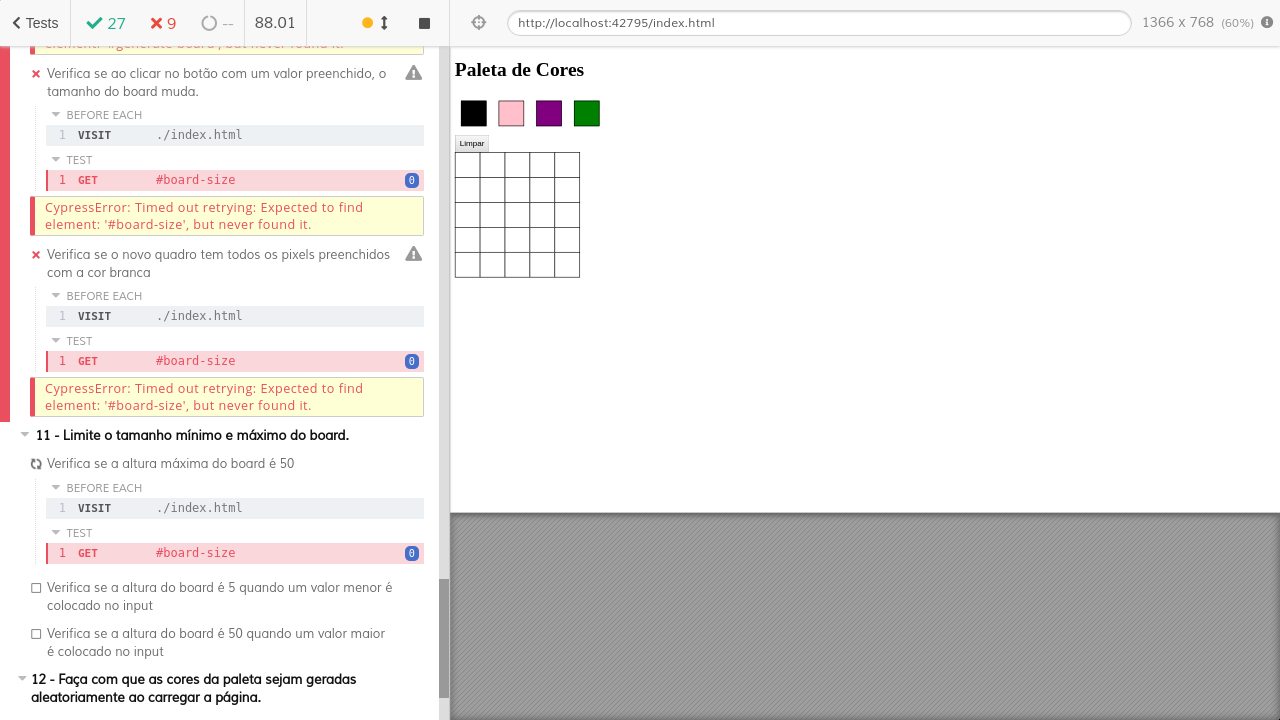 Tests 27 9 -- 88.01 http://localhost:42795/index.html 1366 x 768 (60%)
element: '#generate-board', but never found it.
Verifica se ao clicar no botão com um valor preenchido, o
tamanho do board muda.
BEFORE EACH
1 VISIT ./index.html
TEST
1 GET #board-size 0
CypressError: Timed out retrying: Expected to find
element: '#board-size', but never found it.
Verifica se o novo quadro tem todos os pixels preenchidos
com a cor branca
BEFORE EACH
1 VISIT ./index.html
TEST
1 GET #board-size 0
CypressError: Timed out retrying: Expected to find
element: '#board-size', but never found it.
11 - Limite o tamanho mínimo e máximo do board.
Verifica se a altura máxima do board é 50
BEFORE EACH
1 VISIT ./index.html
TEST
1 GET #board-size 0
Verifica se a altura do board é 5 quando um valor menor é
colocado no input
Verifica se a altura do board é 50 quando um valor maior
é colocado no input
12 - Faça com que as cores da paleta sejam geradas
aleatoriamente ao carregar a página.
Paleta de Cores
Limpar